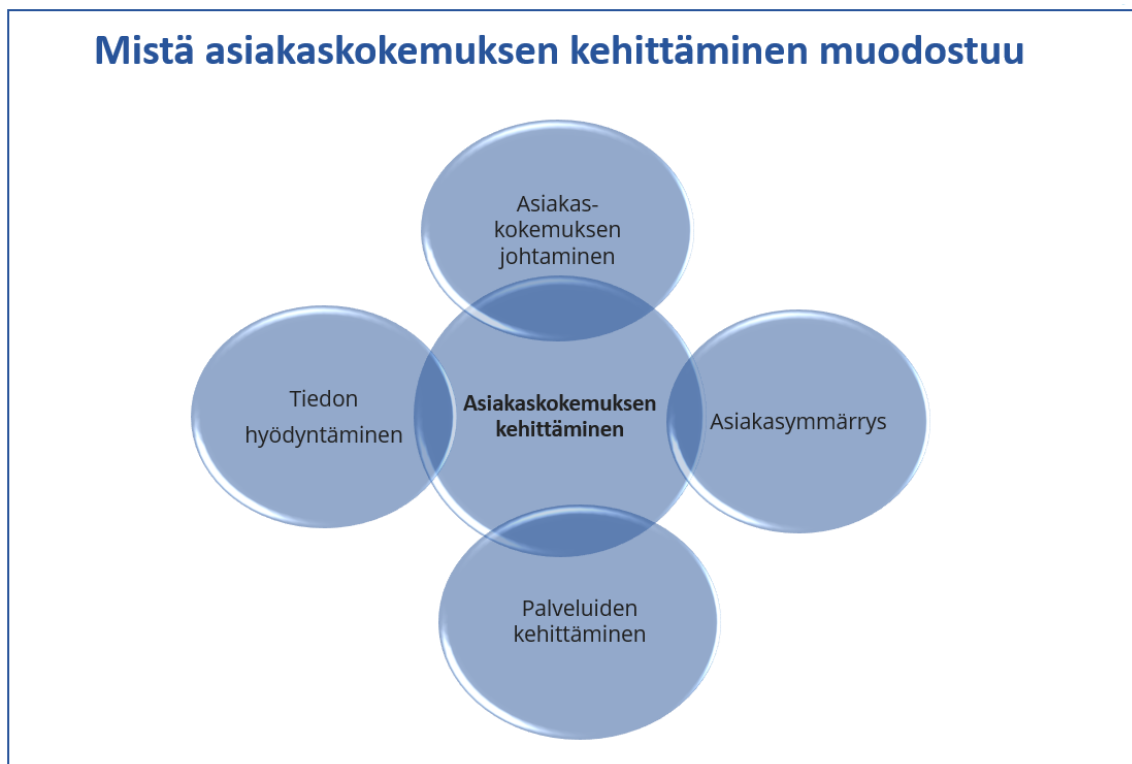 Mistä asiakaskokemuksen kehittäminen muodostuu
Asiakas-
kokemuksen
johtaminen
Tiedon
hyödyntäminen
Asiakaskokemuksen
kehittäminen
Asiakasymmärrys
Palveluiden
kehittäminen